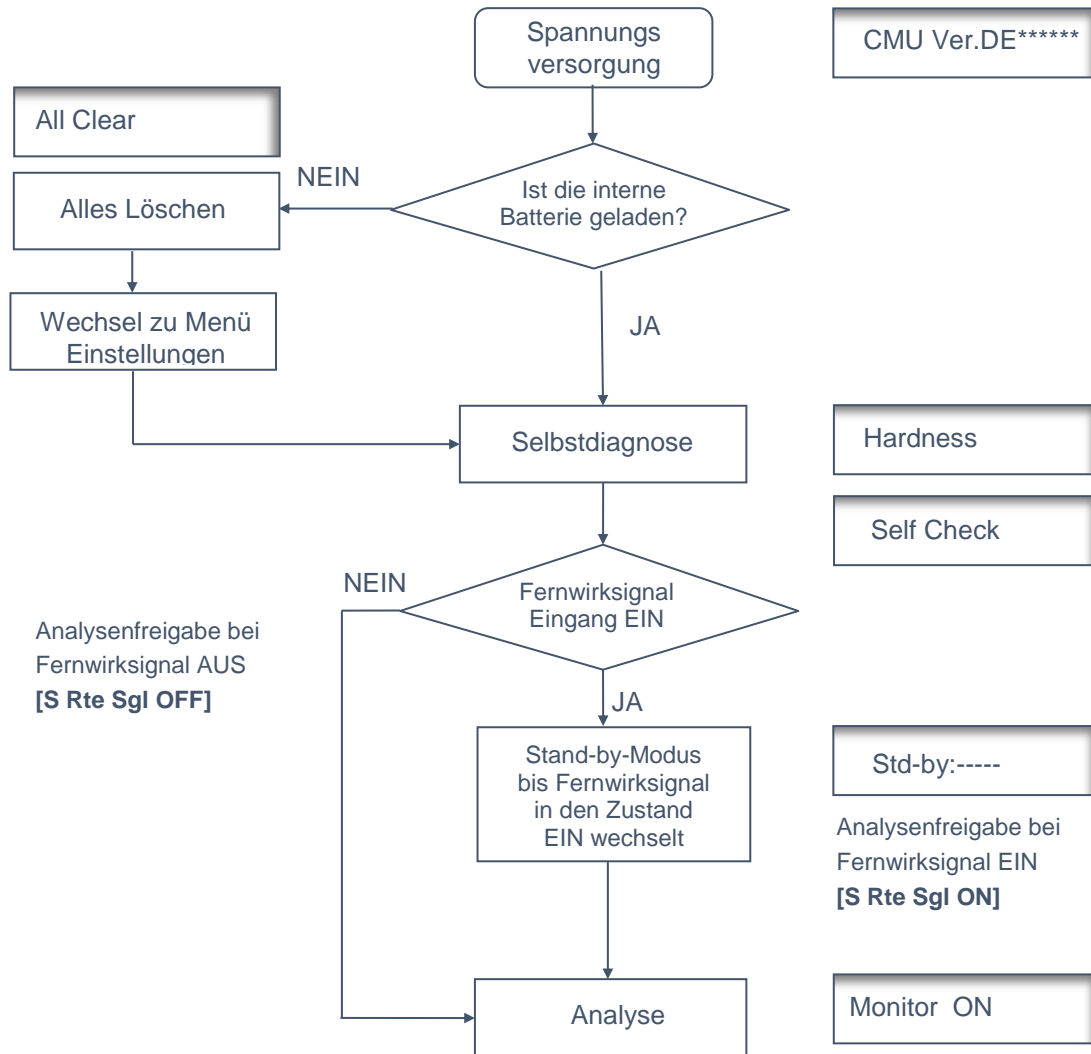 Spannungs
versorgung
CMU Ver.DE******
All Clear
NEIN
Alles Löschen
Ist die interne
Batterie geladen?
Wechsel zu Menü
Einstellungen
JA
Selbstdiagnose
Hardness
Self Check
NEIN
Fernwirksignal
Eingang EIN
Analysenfreigabe bei
Fernwirksignal AUS
[S Rte Sgl OFF]
JA
Stand-by-Modus
bis Fernwirksignal
in den Zustand
EIN wechselt
Std-by:-----
Analysenfreigabe bei
Fernwirksignal EIN
[S Rte Sgl ON]
Analyse
Monitor ON